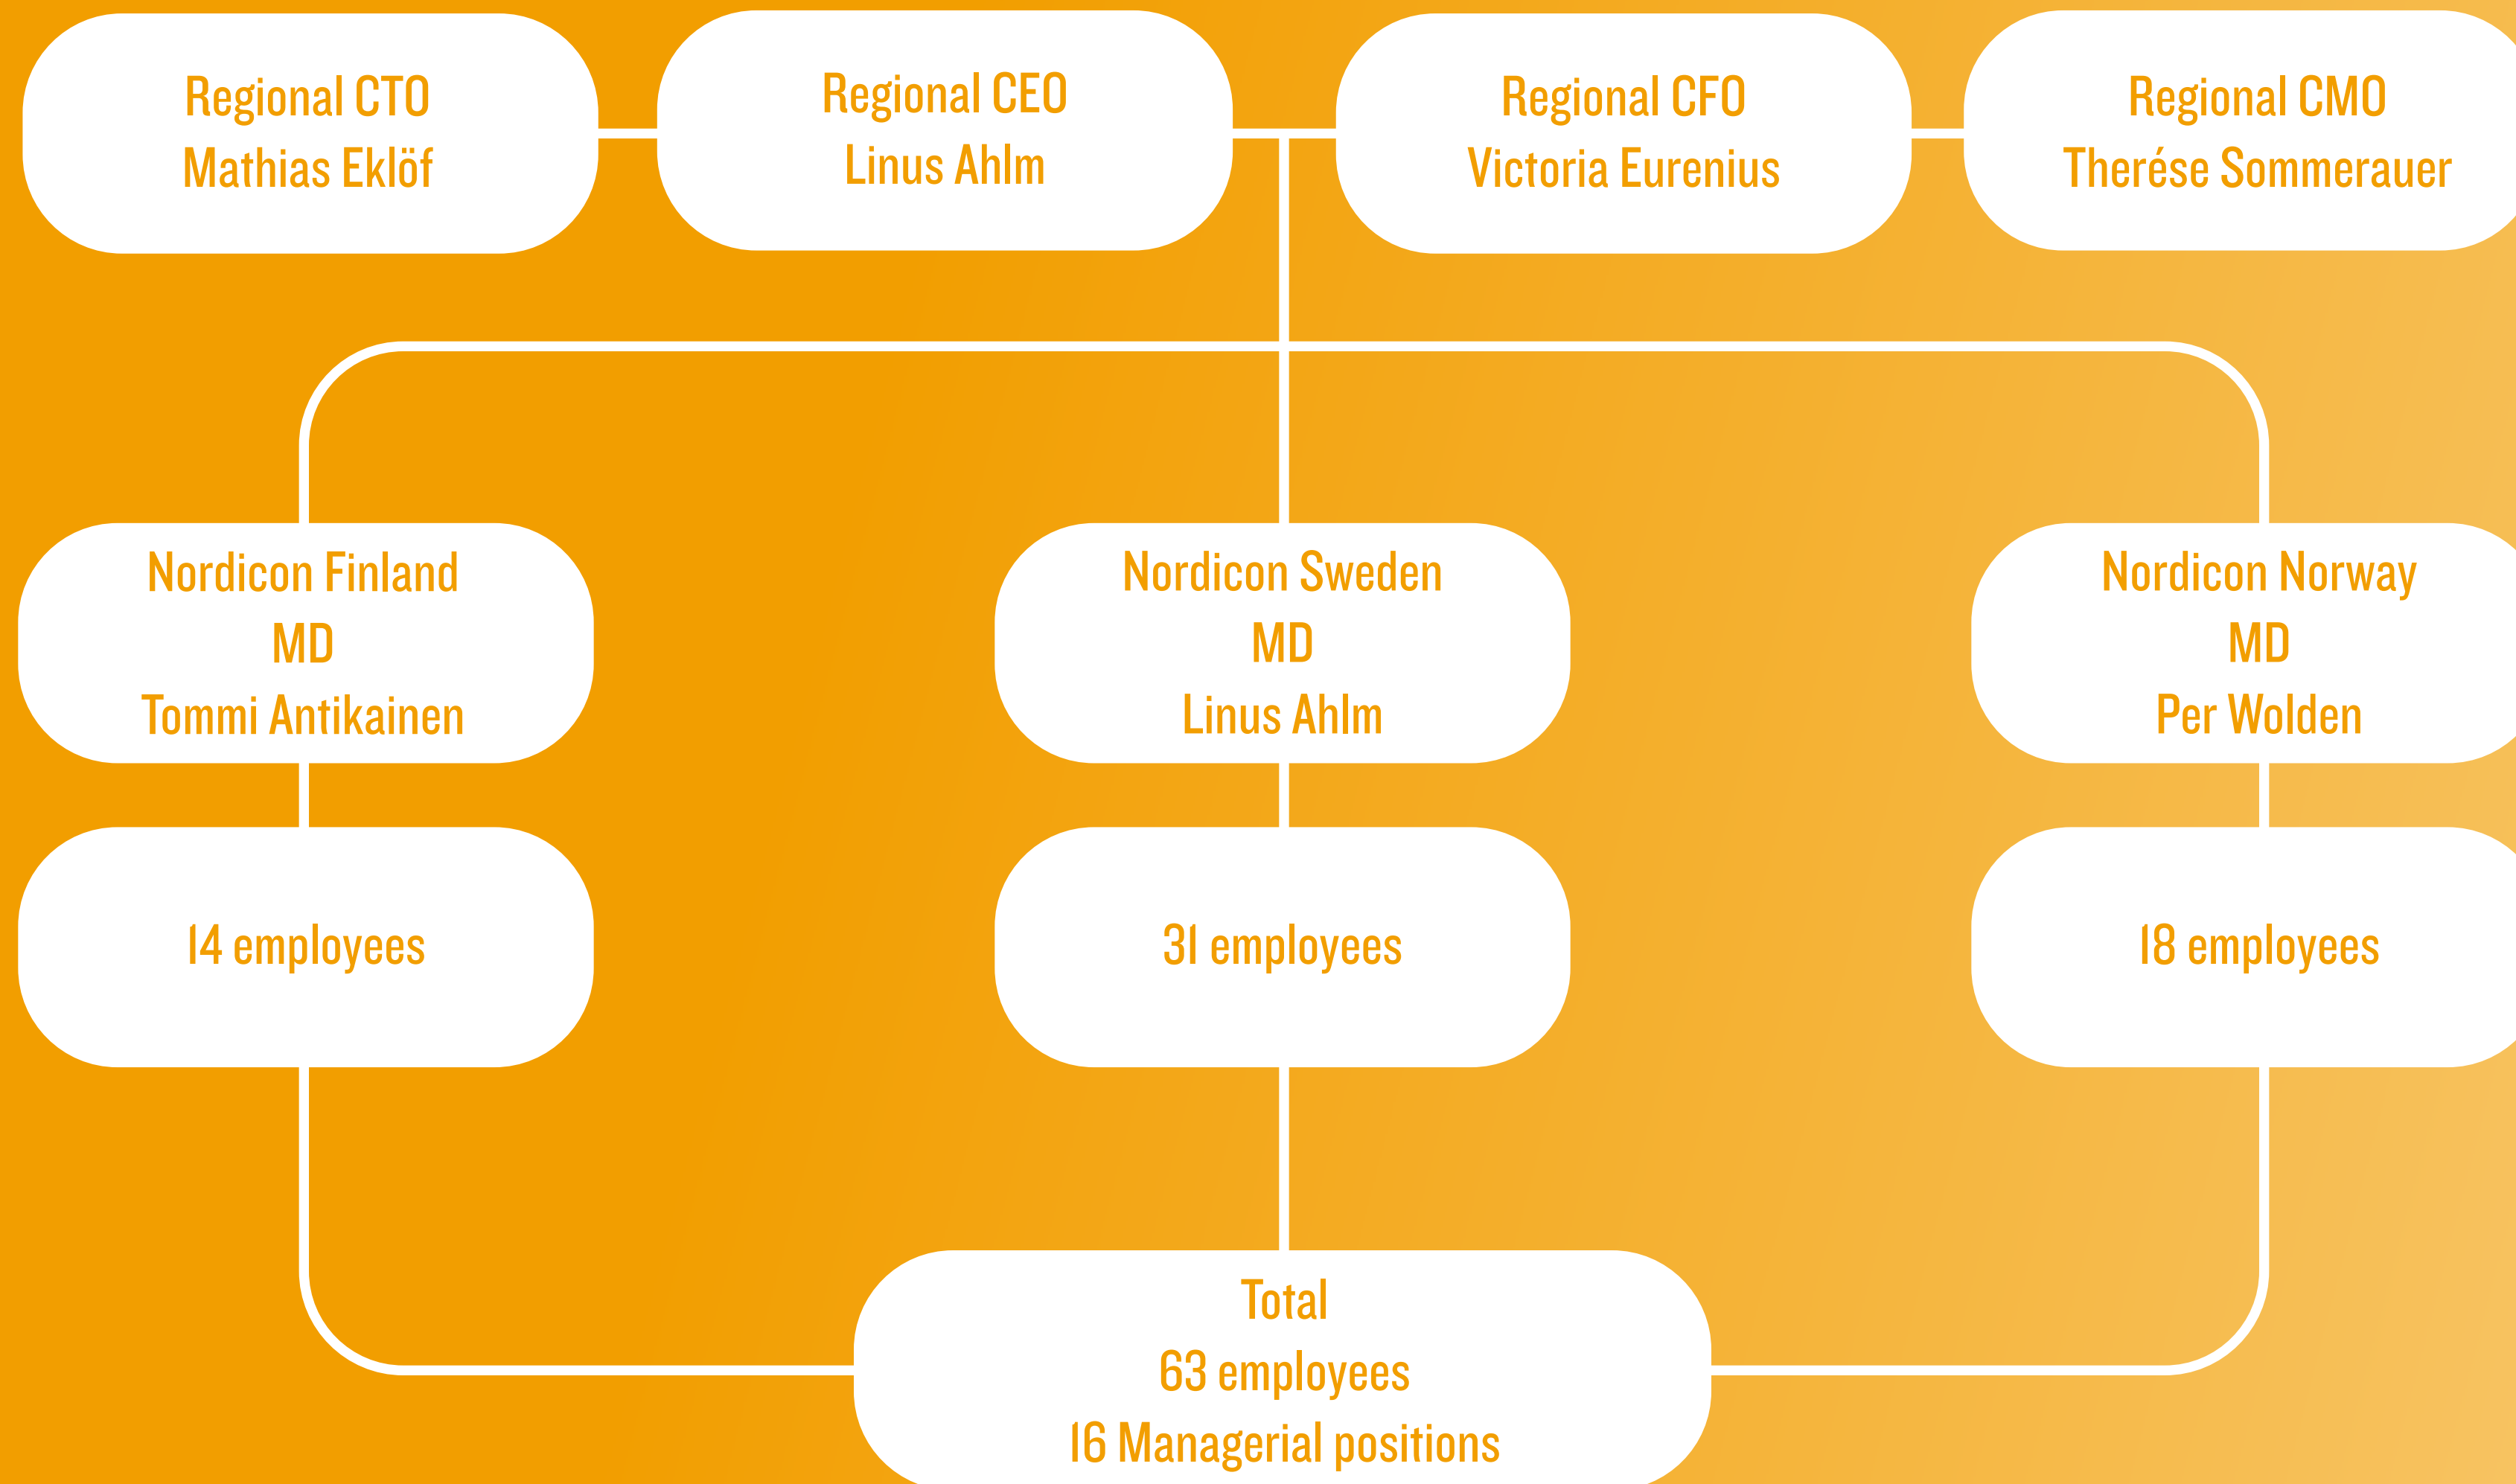 Regional CTO
Mathias Eklöf
Regional CEO
Linus Ahlm
Regional CFO
Victoria Eurenius
Regional CMO
Therése Sommerauer
Nordicon Finland
MD
Tommi Antikainen
Nordicon Sweden
MD
Linus Ahlm
Nordicon Norway
MD
Per Wolden
14 employees
31 employees
18 employees
Total
63 employees
16 Managerial positions